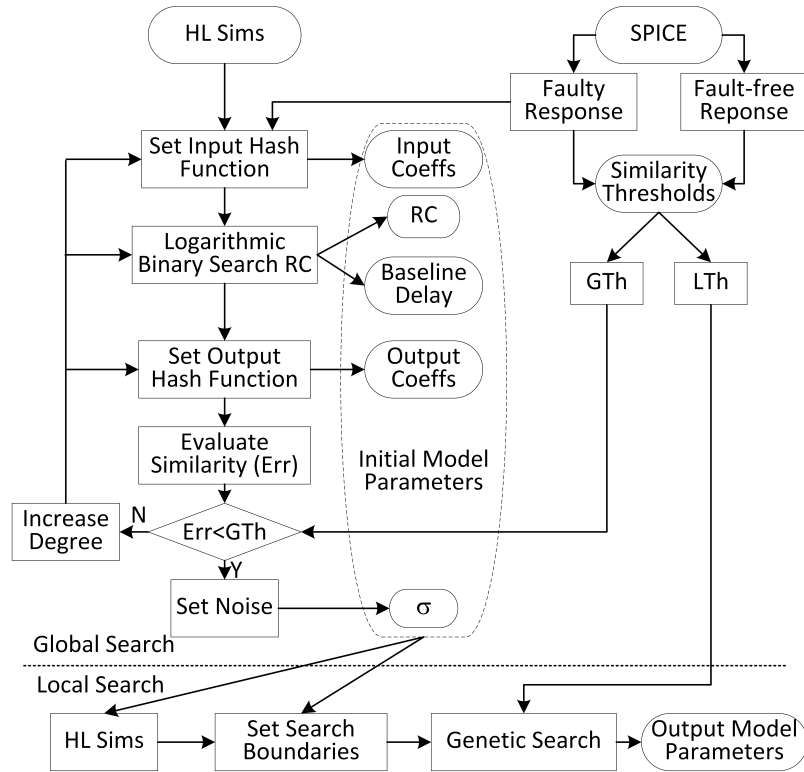 HL Sims
SPICE
Faulty
Response
Fault-free
Reponse
Set Input Hash
Function
Input
Coeffs
Similarity
Thresholds
RC
Logarithmic
Binary Search RC
Baseline
Delay
GTh
LTh
Set Output
Hash Function
Output
Coeffs
Evaluate
Similarity (Err)
Initial Model
Parameters
Increase
Degree
N
Err<GTh
Y
Set Noise
σ
Global Search
Local Search
HL Sims
Set Search
Boundaries
Genetic Search
Output Model
Parameters